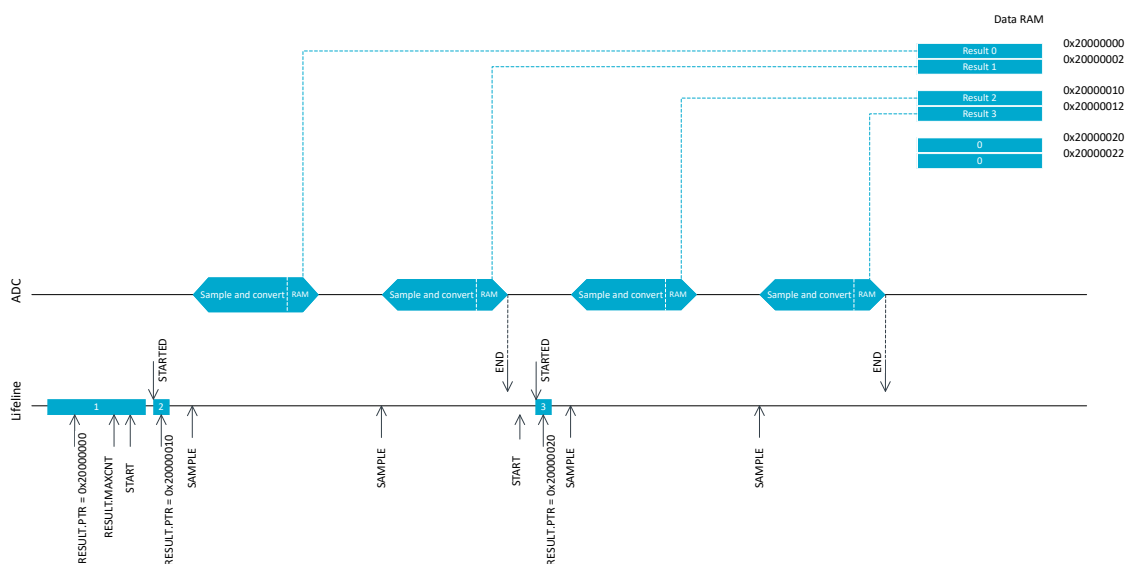 Data RAM
Result 0
0x20000000
Result 1
0x20000002
Result 2
0x20000010
Result 3
0x20000012
0
0x20000020
0
0x20000022
ADC
Sample and convert RAM
Sample and convert RAM
Sample and convert RAM
Sample and convert RAM
STARTED
END
STARTED
END
Lifeline
1
2
3
RESULT.PTR = 0x20000000
RESULT.MAXCNT
START
RESULT.PTR = 0x20000010
SAMPLE
SAMPLE
START
RESULT.PTR = 0x20000020
SAMPLE
SAMPLE